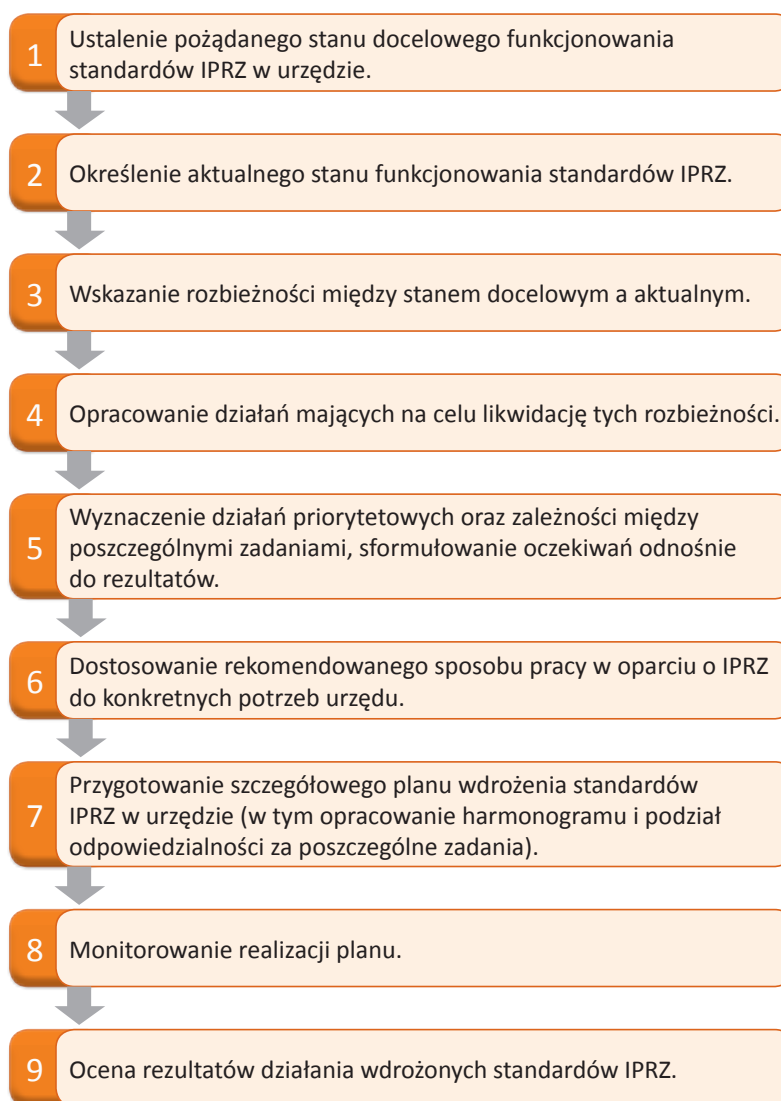 1
Ustalenie pożądanego stanu docelowego funkcjonowania
standardów IPRZ w urzędzie.
2
Określenie aktualnego stanu funkcjonowania standardów IPRZ.
3
Wskazanie rozbieżności między stanem docelowym a aktualnym.
4
Opracowanie działań mających na celu likwidację tych rozbieżności.
5
Wyznaczenie działań priorytetowych oraz zależności między
poszczególnymi zadaniami, sformułowanie oczekiwań odnośnie
do rezultatów.
6
Dostosowanie rekomendowanego sposobu pracy w oparciu o IPRZ
do konkretnych potrzeb urzędu.
7
Przygotowanie szczegółowego planu wdrożenia standardów
IPRZ w urzędzie (w tym opracowanie harmonogramu i podział
odpowiedzialności za poszczególne zadania).
8
Monitorowanie realizacji planu.
9
Ocena rezultatów działania wdrożonych standardów IPRZ.